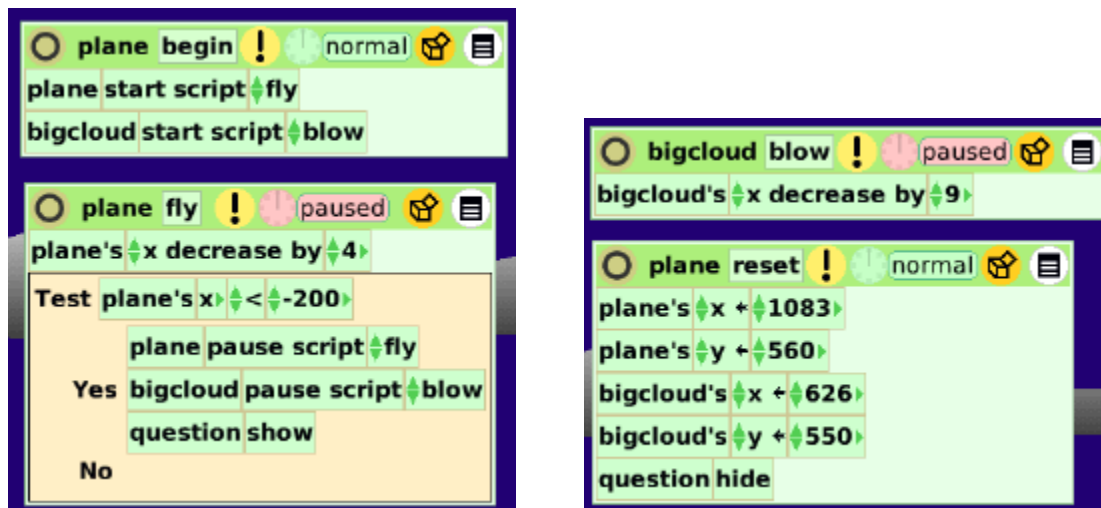 plane begin ! normal
plane start script fly
bigcloud start script blow
plane fly ! paused
plane's x decrease by 4
Test plane's x < -200
plane pause script fly
Yes bigcloud pause script blow
question show
No
bigcloud blow ! paused
bigcloud's x decrease by 9
plane reset ! normal
plane's x ← 1083
plane's y ← 560
bigcloud's x ← 626
bigcloud's y ← 550
question hide